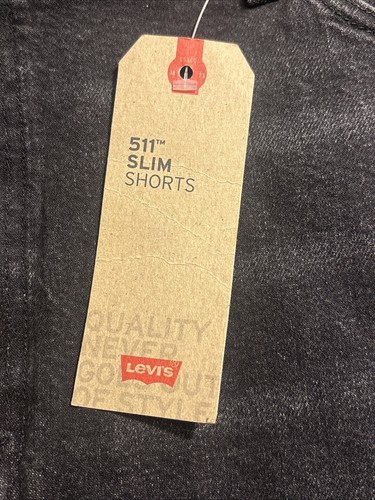 511™
SLIM
SHORTS
QUALITY
NEVER
Levi's ®
GOES OUT
OF STYLE